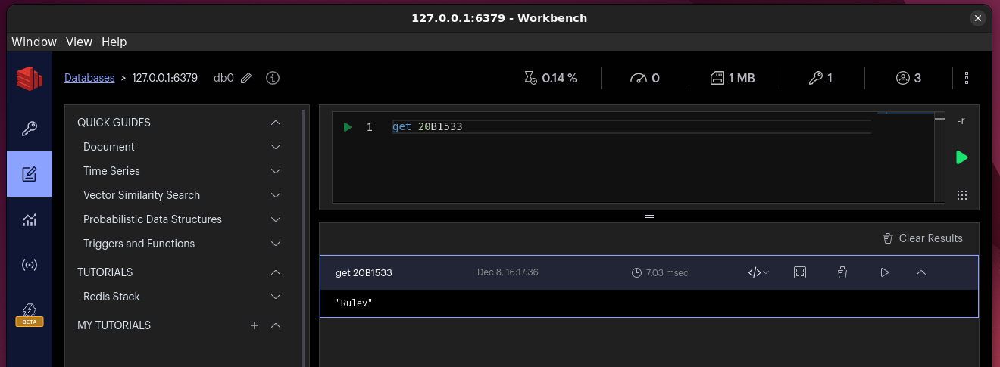 127.0.0.1:6379 - Workbench
Window View Help
Databases > 127.0.0.1:6379 db0 0.14 % 0 1 MB 1 3
QUICK GUIDES
Document
Time Series
Vector Similarity Search
Probabilistic Data Structures
Triggers and Functions
TUTORIALS
Redis Stack
MY TUTORIALS +
BETA
1 get 20B1533
-r
Clear Results
get 20B1533 Dec 8, 16:17:36 7.03 msec </>
"Rulev"